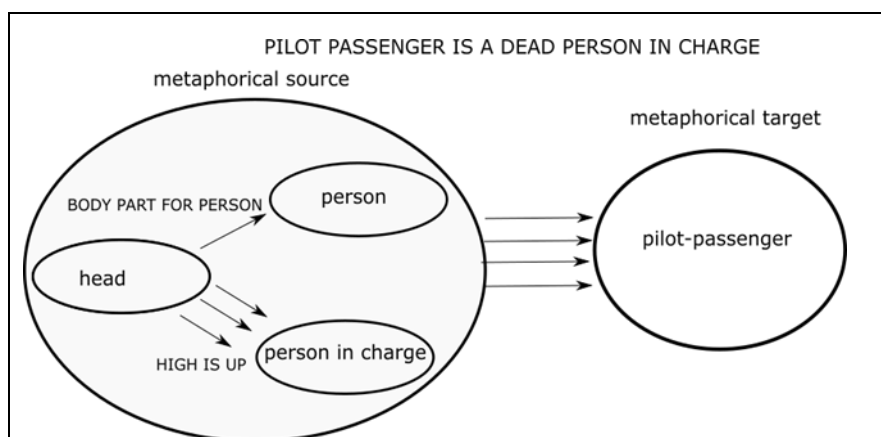 PILOT PASSENGER IS A DEAD PERSON IN CHARGE
metaphorical source
metaphorical target
BODY PART FOR PERSON
person
pilot-passenger
head
person in charge
HIGH IS UP